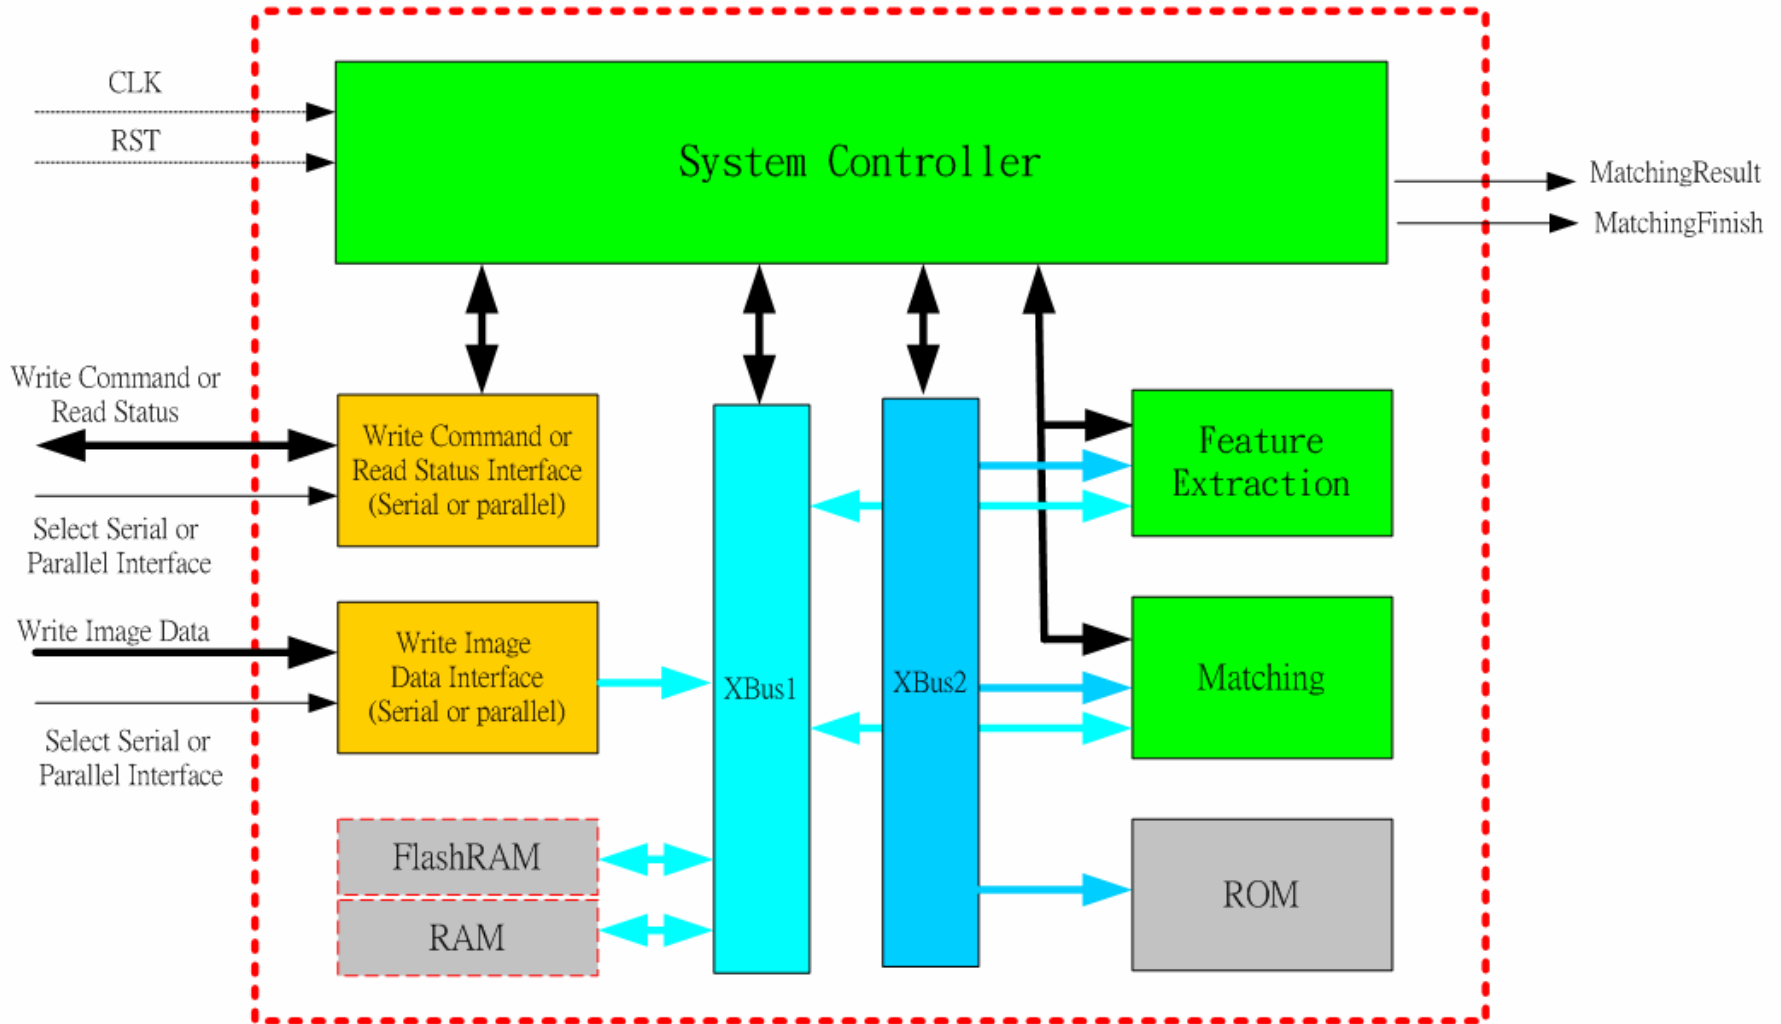 CLK
RST
System Controller
MatchingResult
MatchingFinish
Write Command or
Read Status
Select Serial or
Parallel Interface
Write Command or
Read Status Interface
(Serial or parallel)
Feature
Extraction
Write Image Data
Select Serial or
Parallel Interface
Write Image
Data Interface
(Serial or parallel)
XBus1
XBus2
Matching
FlashRAM
RAM
ROM